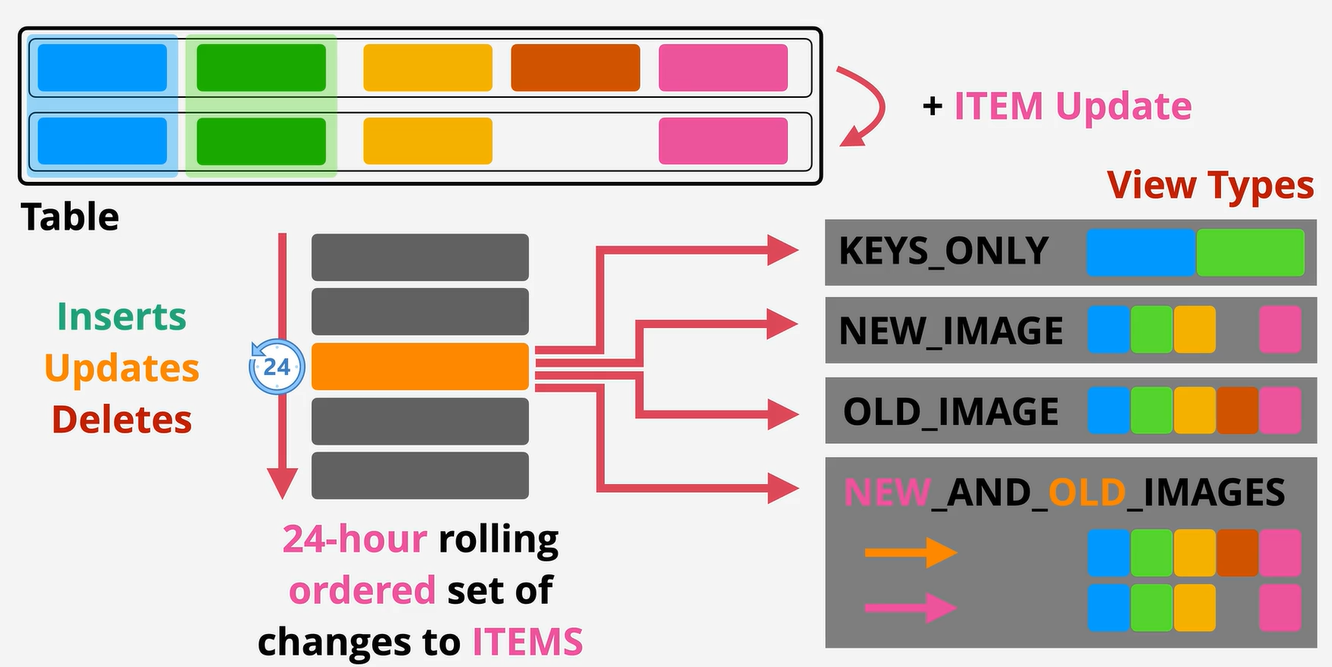 + ITEM Update
View Types
Table
KEYS_ONLY
Inserts
NEW_IMAGE
Updates
24
Deletes
OLD_IMAGE
NEW_AND_OLD_IMAGES
24-hour rolling
ordered set of
changes to ITEMS